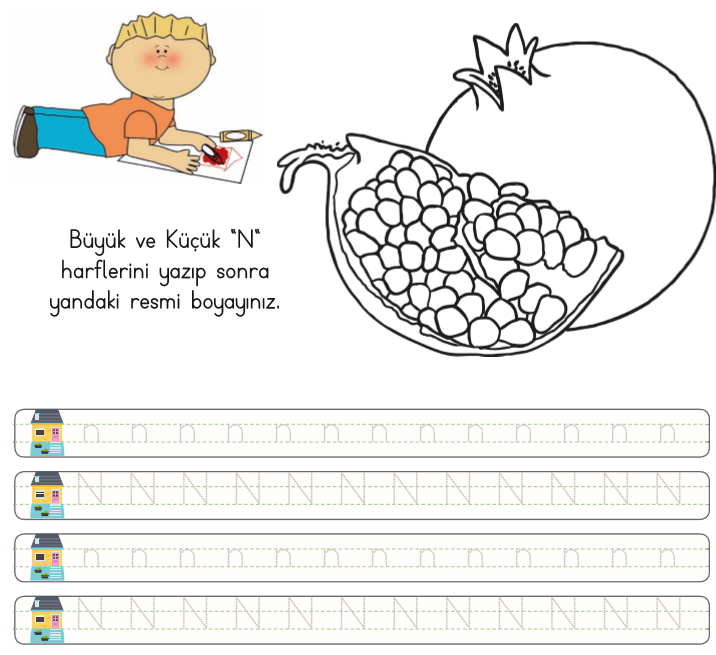 Büyük ve Küçük "N"
harflerini yazıp sonra
yandaki resmi boyayınız.
n n n n n n n n n n n n
N N N N N N N N N N N N
n n n n n n n n n n n n n
N N N N N N N N N N N N